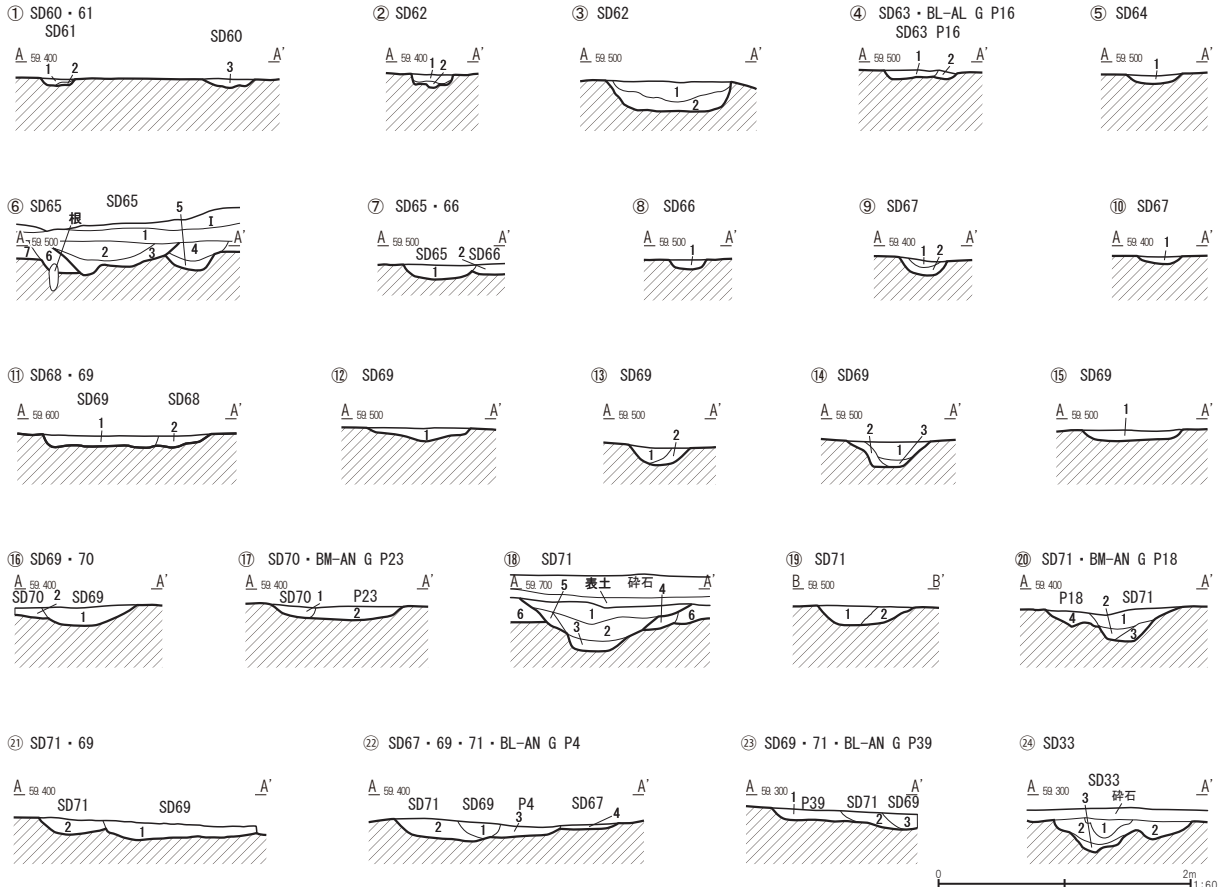 ① SD60・61
SD61
SD60
A 59.400 A'
1 2 3
② SD62
A 59.400 A'
1 2
③ SD62
A 59.500 A'
1
2
④ SD63・BL-AL G P16
SD63 P16
A 59.500 A'
1 2
⑤ SD64
A 59.500 A'
1
⑥ SD65
SD65
根
5
I
1
A 59.500 A'
7 6 2 3 4
⑦ SD65・66
A 59.500 A'
SD65 2 SD66
1
⑧ SD66
A 59.500 A'
1
⑨ SD67
A 59.400 A'
1 2
⑩ SD67
A 59.400 A'
1
⑪ SD68・69
SD69 SD68
A 59.600 A'
1 2
⑫ SD69
A 59.500 A'
1
⑬ SD69
A 59.500 A'
1 2
⑭ SD69
A 59.500 A'
2 1 3
⑮ SD69
A 59.500 A'
1
⑯ SD69・70
A 59.400 A'
SD70 2 SD69
1
⑰ SD70・BM-AN G P23
A 59.400 A'
SD70 1 P23
2
⑱ SD71
A 59.700 A'
5 表土 砕石 4
1
6 3 2 6
⑲ SD71
B 59.500 B'
1 2
⑳ SD71・BM-AN G P18
A 59.400 A'
P18 2 SD71
4 1
3
㉑ SD71・69
A 59.400 A'
SD71 SD69
2 1
㉒ SD67・69・71・BL-AN G P4
A 59.400 A'
SD71 SD69 P4 SD67
2 1 3 4
㉓ SD69・71・BL-AN G P39
A 59.300 A'
1 P39 SD71 SD69
2 3
㉔ SD33
SD33
A 59.300 A'
3 砕石
2 1 2
0 2m
1:60